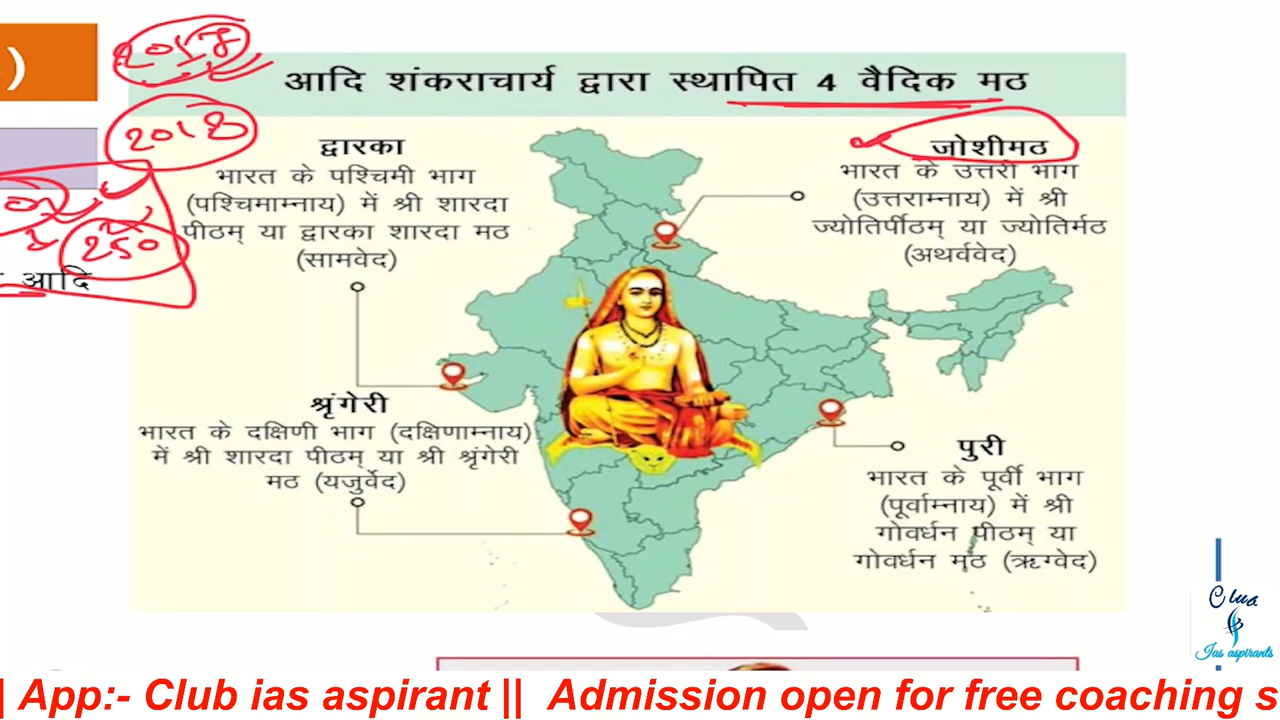 )
2017
आदि शंकराचार्य द्वारा स्थापित 4 वैदिक मठ
2018
250
आदि
द्वारका
भारत के पश्चिमी भाग
(पश्चिमाम्नाय) में श्री शारदा
पीठम् या द्वारका शारदा मठ
(सामवेद)
जोशीमठ
भारत के उत्तरी भाग
(उत्तराम्नाय) में श्री
ज्योतिर्पीठम् या ज्योतिर्मठ
(अथर्ववेद)
श्रृंगेरी
भारत के दक्षिणी भाग (दक्षिणाम्नाय)
में श्री शारदा पीठम् या श्री श्रृंगेरी
मठ (यजुर्वेद)
पुरी
भारत के पूर्वी भाग
(पूर्वाम्नाय) में श्री
गोवर्धन पीठम् या
गोवर्धन मठ (ऋग्वेद)
Club
Ias aspirants
| App:- Club ias aspirant || Admission open for free coaching s